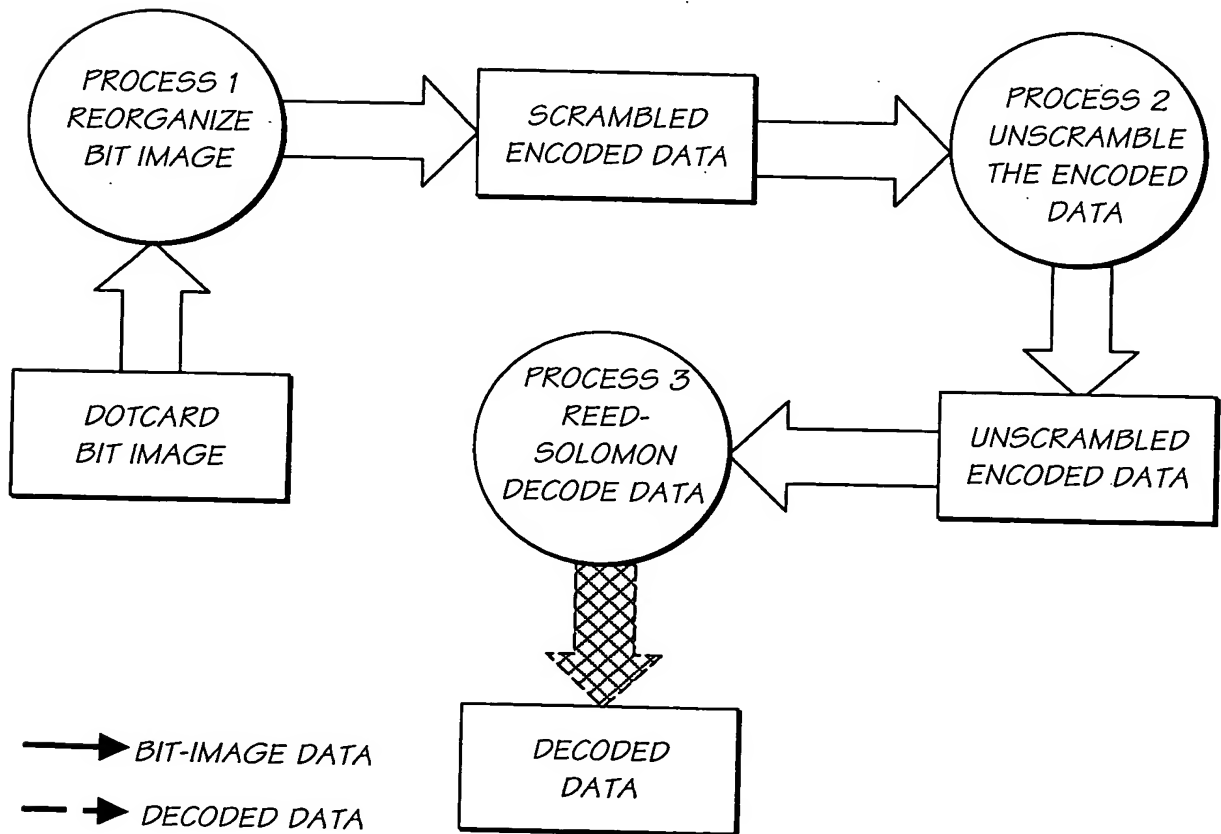 PROCESS 1
REORGANIZE
BIT IMAGE
SCRAMBLED
ENCODED DATA
PROCESS 2
UNSCRAMBLE
THE ENCODED
DATA
DOTCARD
BIT IMAGE
PROCESS 3
REED-
SOLOMON
DECODE DATA
UNSCRAMBLED
ENCODED DATA
DECODED
DATA
BIT-IMAGE DATA
DECODED DATA